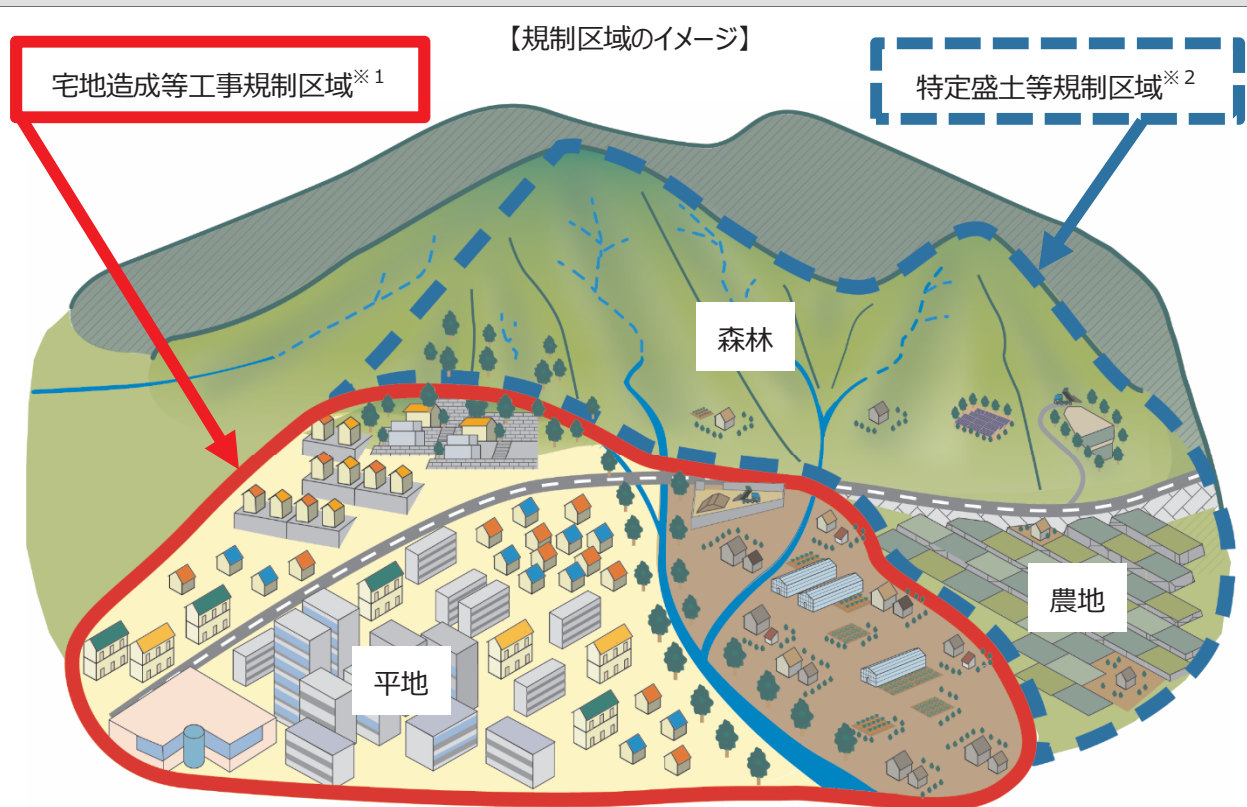 【規制区域のイメージ】
宅地造成等工事規制区域※1
特定盛土等規制区域※2
森林
農地
平地